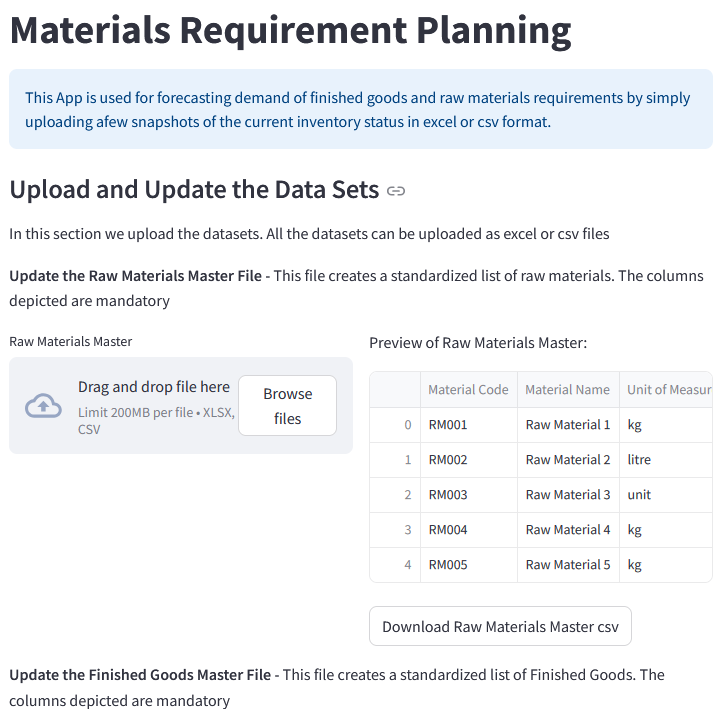 Materials Requirement Planning
This App is used for forecasting demand of finished goods and raw materials requirements by simply
uploading afew snapshots of the current inventory status in excel or csv format.
Upload and Update the Data Sets
In this section we upload the datasets. All the datasets can be uploaded as excel or csv files
Update the Raw Materials Master File - This file creates a standardized list of raw materials. The columns
depicted are mandatory
Raw Materials Master
Drag and drop file here
Limit 200MB per file • XLSX,
CSV
Browse
files
Preview of Raw Materials Master:
Material Code Material Name Unit of Measur
0 RM001 Raw Material 1 kg
1 RM002 Raw Material 2 litre
2 RM003 Raw Material 3 unit
3 RM004 Raw Material 4 kg
4 RM005 Raw Material 5 kg
Download Raw Materials Master csv
Update the Finished Goods Master File - This file creates a standardized list of Finished Goods. The
columns depicted are mandatory